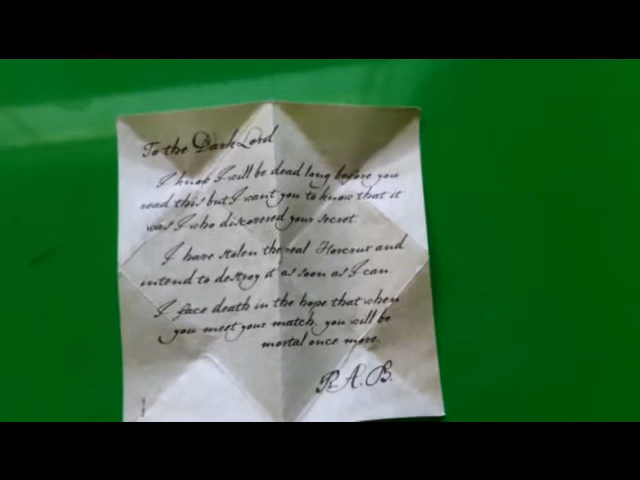 To the Dark Lord
I know I will be dead long before you
read this but I want you to know that it
was I who discovered your secret.
I have stolen the real Horcrux and
intend to destroy it as soon as I can.
I face death in the hope that when
you meet your match, you will be
mortal once more.
R.A.B.